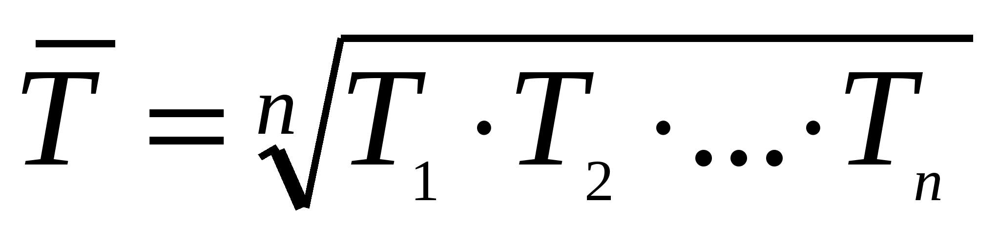 T̅ = ⁿ√(T₁ · T₂ · ... · Tₙ)